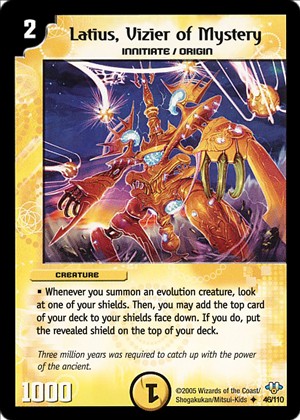 2
Latius, Vizier of Mystery
INNITIATE / ORIGIN
CREATURE
▪ Whenever you summon an evolution creature, look
at one of your shields. Then, you may add the top card
of your deck to your shields face down. If you do, put
the revealed shield on the top of your deck.
Three million years was required to catch up with the power
of the ancient.
1000
1
©2005 Wizards of the Coast/
Shogakukan/Mitsui-Kids ♦ 46/110